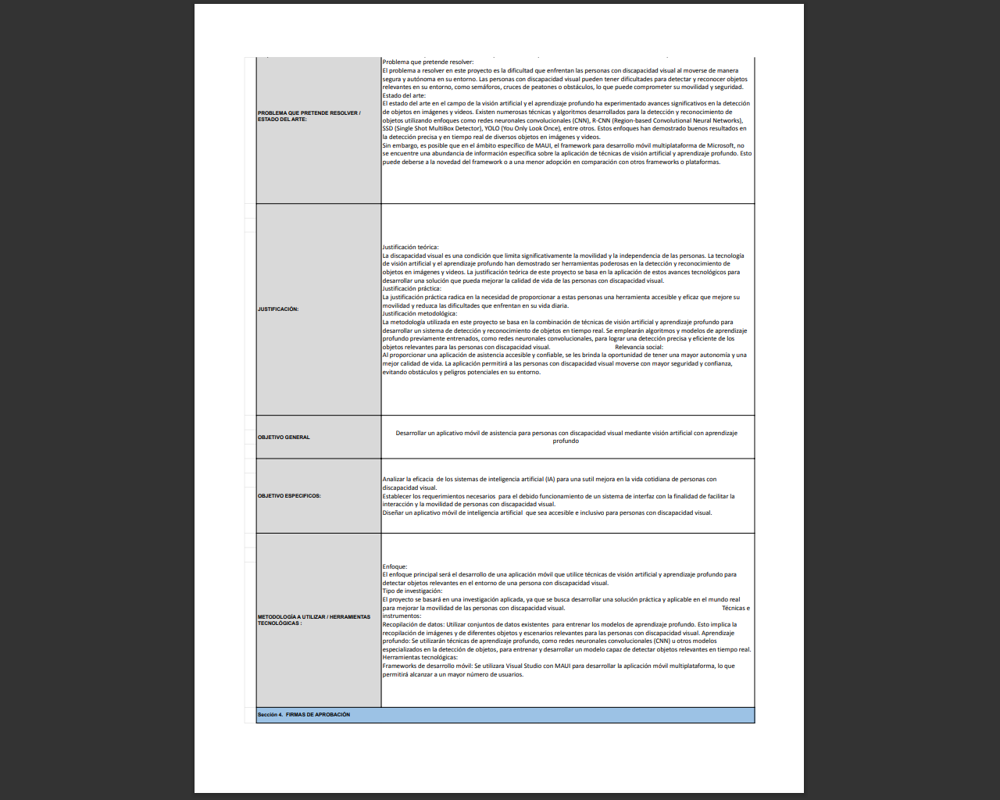 PROBLEMA QUE PRETENDE RESOLVER /
ESTADO DEL ARTE:
Problema que pretende resolver:
El problema a resolver en este proyecto es la dificultad que enfrentan las personas con discapacidad visual al moverse de manera
segura y autónoma en su entorno. Las personas con discapacidad visual pueden tener dificultades para detectar y reconocer objetos
relevantes en su entorno, como semáforos, cruces de peatones o obstáculos, lo que puede comprometer su movilidad y seguridad.
Estado del arte:
El estado del arte en el campo de la visión artificial y el aprendizaje profundo ha experimentado avances significativos en la detección
de objetos en imágenes y videos. Existen numerosas técnicas y algoritmos desarrollados para la detección y reconocimiento de
objetos utilizando enfoques como redes neuronales convolucionales (CNN), R-CNN (Region-based Convolutional Neural Networks),
SSD (Single Shot MultiBox Detector), YOLO (You Only Look Once), entre otros. Estos enfoques han demostrado buenos resultados en
la detección precisa y en tiempo real de diversos objetos en imágenes y videos.
Sin embargo, es posible que en el ámbito específico de MAUI, el framework para desarrollo móvil multiplataforma de Microsoft, no
se encuentre una abundancia de información específica sobre la aplicación de técnicas de visión artificial y aprendizaje profundo. Esto
puede deberse a la novedad del framework o a una menor adopción en comparación con otros frameworks o plataformas.
JUSTIFICACIÓN:
Justificación teórica:
La discapacidad visual es una condición que limita significativamente la movilidad y la independencia de las personas. La tecnología
de visión artificial y el aprendizaje profundo han demostrado ser herramientas poderosas en la detección y reconocimiento de
objetos en imágenes y videos. La justificación teórica de este proyecto se basa en la aplicación de estos avances tecnológicos para
desarrollar una solución que pueda mejorar la calidad de vida de las personas con discapacidad visual.
Justificación práctica:
La justificación práctica radica en la necesidad de proporcionar a estas personas una herramienta accesible y eficaz que mejore su
movilidad y reduzca las dificultades que enfrentan en su vida diaria.
Justificación metodológica:
La metodología utilizada en este proyecto se basa en la combinación de técnicas de visión artificial y aprendizaje profundo para
desarrollar un sistema de detección y reconocimiento de objetos en tiempo real. Se emplearán algoritmos y modelos de aprendizaje
profundo previamente entrenados, como redes neuronales convolucionales, para lograr una detección precisa y eficiente de los
objetos relevantes para las personas con discapacidad visual. Relevancia social:
Al proporcionar una aplicación de asistencia accesible y confiable, se les brinda la oportunidad de tener una mayor autonomía y una
mejor calidad de vida. La aplicación permitirá a las personas con discapacidad visual moverse con mayor seguridad y confianza,
evitando obstáculos y peligros potenciales en su entorno.
OBJETIVO GENERAL
Desarrollar un aplicativo móvil de asistencia para personas con discapacidad visual mediante visión artificial con aprendizaje
profundo
OBJETIVO ESPECIFICOS:
Analizar la eficacia de los sistemas de inteligencia artificial (IA) para una sutil mejora en la vida cotidiana de personas con
discapacidad visual.
Establecer los requerimientos necesarios para el debido funcionamiento de un sistema de interfaz con la finalidad de facilitar la
interacción y la movilidad de personas con discapacidad visual.
Diseñar un aplicativo móvil de inteligencia artificial que sea accesible e inclusivo para personas con discapacidad visual.
METODOLOGÍA A UTILIZAR / HERRAMIENTAS
TECNOLÓGICAS :
Enfoque:
El enfoque principal será el desarrollo de una aplicación móvil que utilice técnicas de visión artificial y aprendizaje profundo para
detectar objetos relevantes en el entorno de una persona con discapacidad visual.
Tipo de investigación:
El proyecto se basará en una investigación aplicada, ya que se busca desarrollar una solución práctica y aplicable en el mundo real
para mejorar la movilidad de las personas con discapacidad visual. Técnicas e
instrumentos:
Recopilación de datos: Utilizar conjuntos de datos existentes para entrenar los modelos de aprendizaje profundo. Esto implica la
recopilación de imágenes y de diferentes objetos y escenarios relevantes para las personas con discapacidad visual. Aprendizaje
profundo: Se utilizarán técnicas de aprendizaje profundo, como redes neuronales convolucionales (CNN) u otros modelos
especializados en la detección de objetos, para entrenar y desarrollar un modelo capaz de detectar objetos relevantes en tiempo real.
Herramientas tecnológicas:
Frameworks de desarrollo móvil: Se utilizara Visual Studio con MAUI para desarrollar la aplicación móvil multiplataforma, lo que
permitirá alcanzar a un mayor número de usuarios.
Sección 4. FIRMAS DE APROBACIÓN